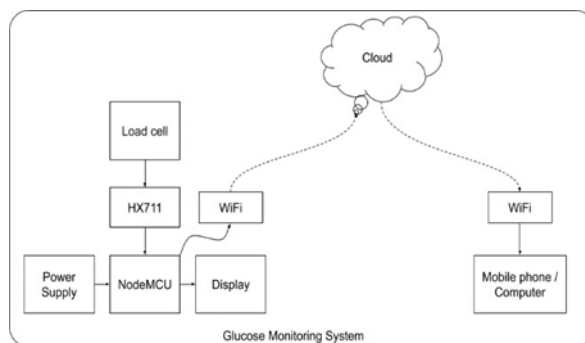 Cloud
Load cell
HX711
WiFi
WiFi
Power
Supply
NodeMCU
Display
Mobile phone /
Computer
Glucose Monitoring System